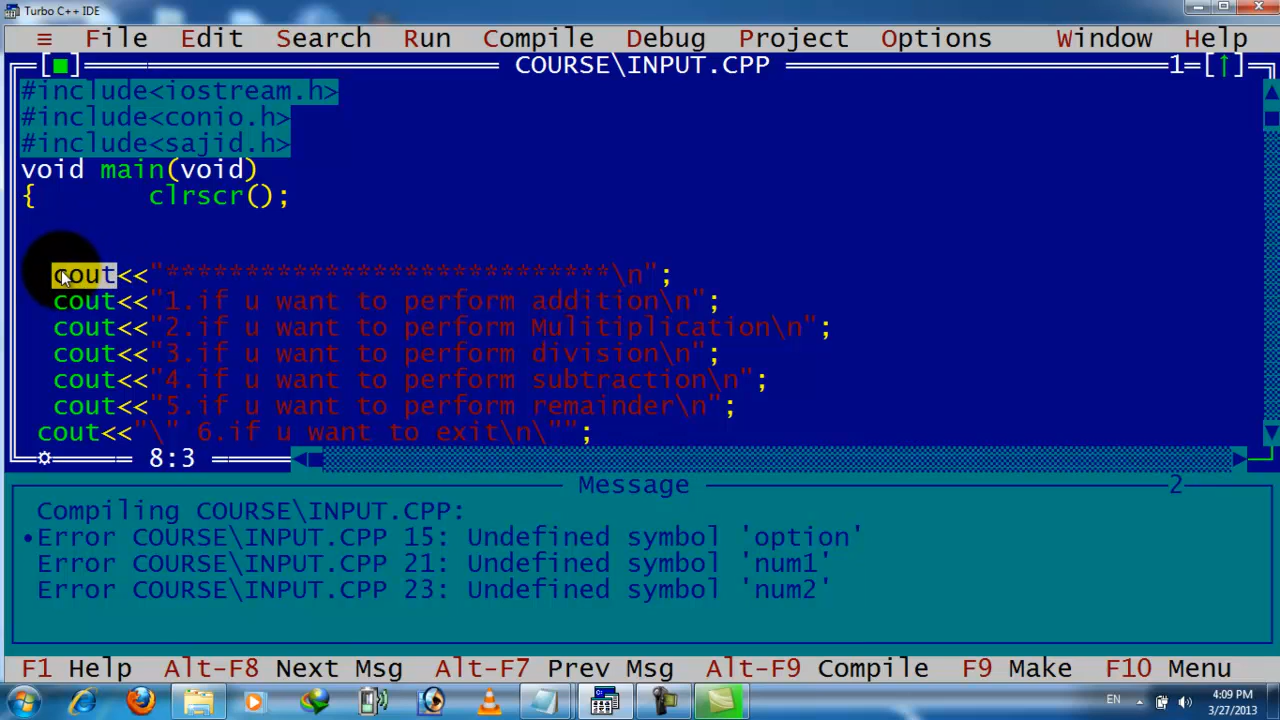 Turbo C++ IDE
≡ File Edit Search Run Compile Debug Project Options Window Help
COURSE\INPUT.CPP 1=[↑]
#include<iostream.h>
#include<conio.h>
#include<sajid.h>
void main(void)
{ clrscr();
cout<<"****************************\n";
cout<<"1.if u want to perform addition\n";
cout<<"2.if u want to perform Mulitiplication\n";
cout<<"3.if u want to perform division\n";
cout<<"4.if u want to perform subtraction\n";
cout<<"5.if u want to perform remainder\n";
cout<<"\" 6.if u want to exit\n\"";
8:3
Message 2
Compiling COURSE\INPUT.CPP:
•Error COURSE\INPUT.CPP 15: Undefined symbol 'option'
Error COURSE\INPUT.CPP 21: Undefined symbol 'num1'
Error COURSE\INPUT.CPP 23: Undefined symbol 'num2'
F1 Help Alt-F8 Next Msg Alt-F7 Prev Msg Alt-F9 Compile F9 Make F10 Menu
EN 4:09 PM
3/27/2013